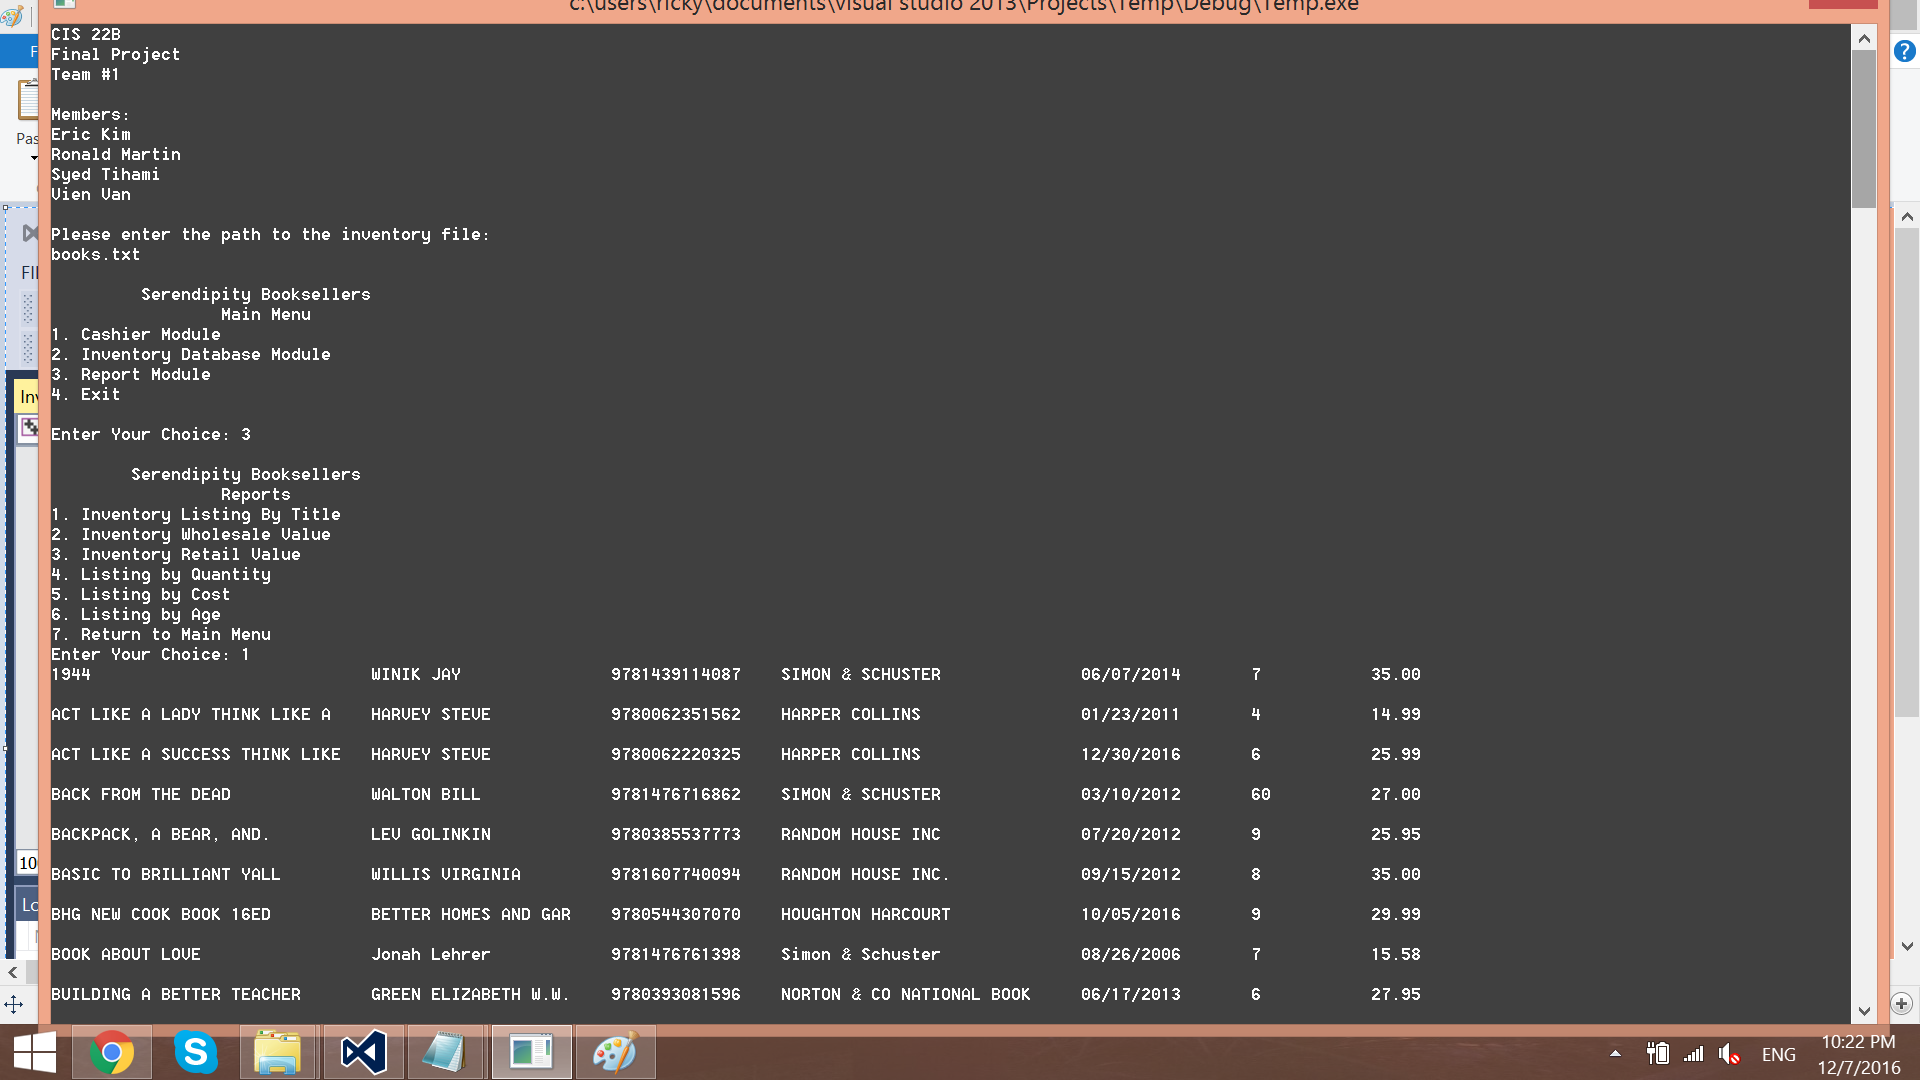 c:\users\ricky\documents\visual studio 2013\Projects\Temp\Debug\Temp.exe
CIS 22B
Final Project
Team #1
Members:
Eric Kim
Ronald Martin
Syed Tihami
Vien Van
Please enter the path to the inventory file:
books.txt
Serendipity Booksellers
Main Menu
1. Cashier Module
2. Inventory Database Module
3. Report Module
4. Exit
Enter Your Choice: 3
Serendipity Booksellers
Reports
1. Inventory Listing By Title
2. Inventory Wholesale Value
3. Inventory Retail Value
4. Listing by Quantity
5. Listing by Cost
6. Listing by Age
7. Return to Main Menu
Enter Your Choice: 1
1944 WINIK JAY 9781439114087 SIMON & SCHUSTER 06/07/2014 7 35.00
ACT LIKE A LADY THINK LIKE A HARVEY STEVE 9780062351562 HARPER COLLINS 01/23/2011 4 14.99
ACT LIKE A SUCCESS THINK LIKE HARVEY STEVE 9780062220325 HARPER COLLINS 12/30/2016 6 25.99
BACK FROM THE DEAD WALTON BILL 9781476716862 SIMON & SCHUSTER 03/10/2012 60 27.00
BACKPACK, A BEAR, AND. LEV GOLINKIN 9780385537773 RANDOM HOUSE INC 07/20/2012 9 25.95
BASIC TO BRILLIANT YALL WILLIS VIRGINIA 9781607740094 RANDOM HOUSE INC. 09/15/2012 8 35.00
BHG NEW COOK BOOK 16ED BETTER HOMES AND GAR 9780544307070 HOUGHTON HARCOURT 10/05/2016 9 29.99
BOOK ABOUT LOVE Jonah Lehrer 9781476761398 Simon & Schuster 08/26/2006 7 15.58
BUILDING A BETTER TEACHER GREEN ELIZABETH W.W. 9780393081596 NORTON & CO NATIONAL BOOK 06/17/2013 6 27.95
ENG
10:22 PM
12/7/2016